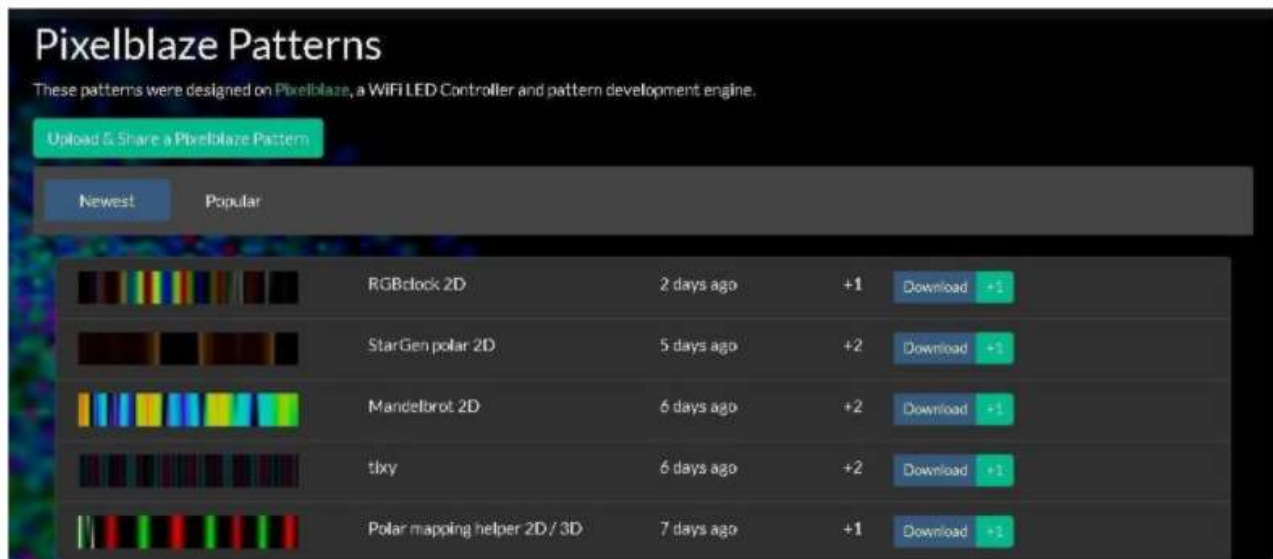 Pixelblaze Patterns
These patterns were designed on Pixelblaze, a WiFi LED Controller and pattern development engine.
Upload & Share a Pixelblaze Pattern
Newest Popular
RGBclock 2D 2 days ago +1 Download +1
StarGen polar 2D 5 days ago +2 Download +1
Mandelbrot 2D 6 days ago +2 Download +1
tixy 6 days ago +2 Download +1
Polar mapping helper 2D / 3D 7 days ago +1 Download +1